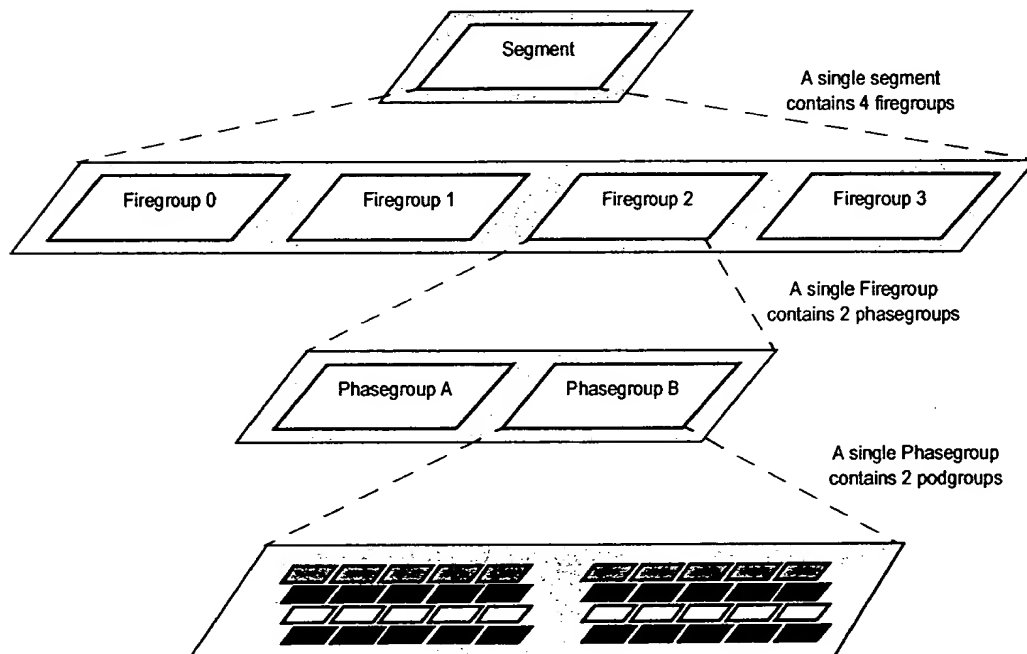 Segment
A single segment
contains 4 firegroups
Firegroup 0
Firegroup 1
Firegroup 2
Firegroup 3
A single Firegroup
contains 2 phasegroups
Phasegroup A
Phasegroup B
A single Phasegroup
contains 2 podgroups